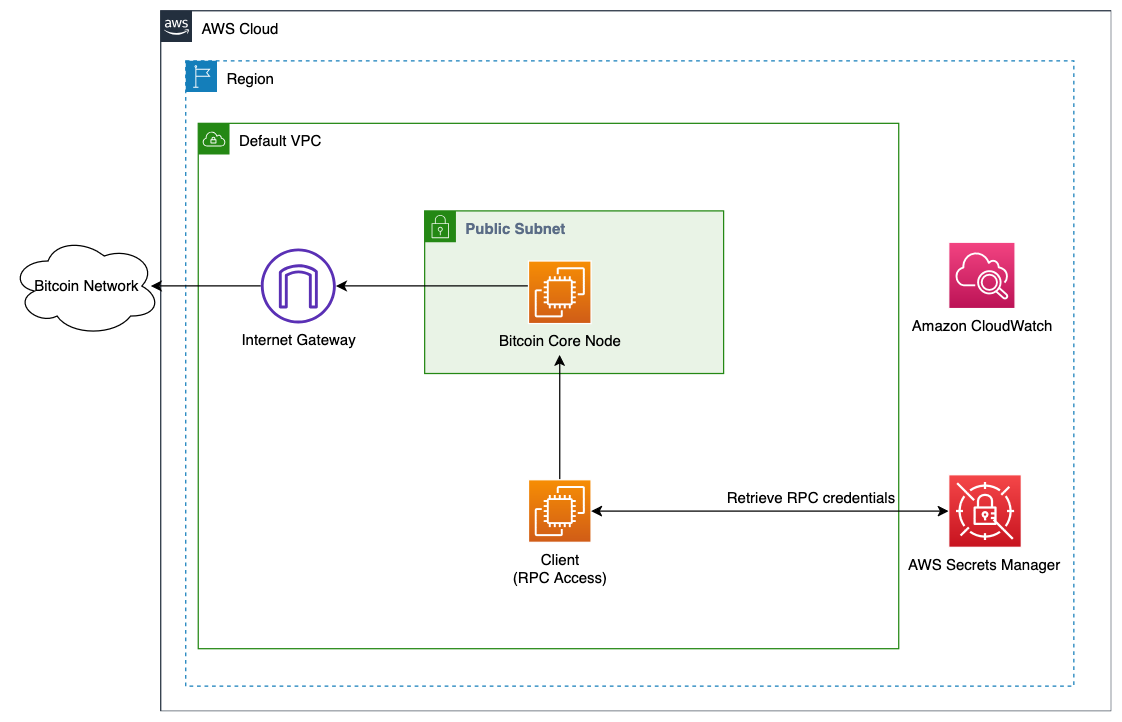 aws
AWS Cloud
Region
Default VPC
Public Subnet
Bitcoin Network
Internet Gateway
Bitcoin Core Node
Amazon CloudWatch
Retrieve RPC credentials
Client
(RPC Access)
AWS Secrets Manager